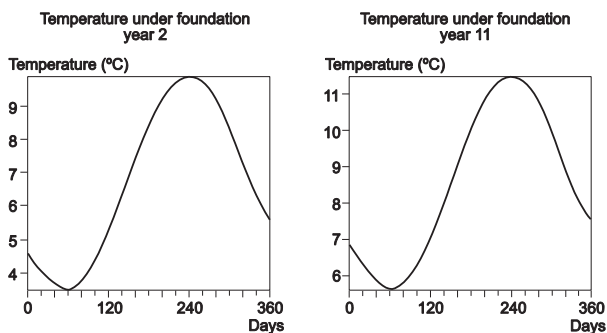 Temperature under foundation
year 2
Temperature (ºC)
9
8
7
6
5
4
0 120 240 360
Days
Temperature under foundation
year 11
Temperature (ºC)
11
10
9
8
7
6
0 120 240 360
Days